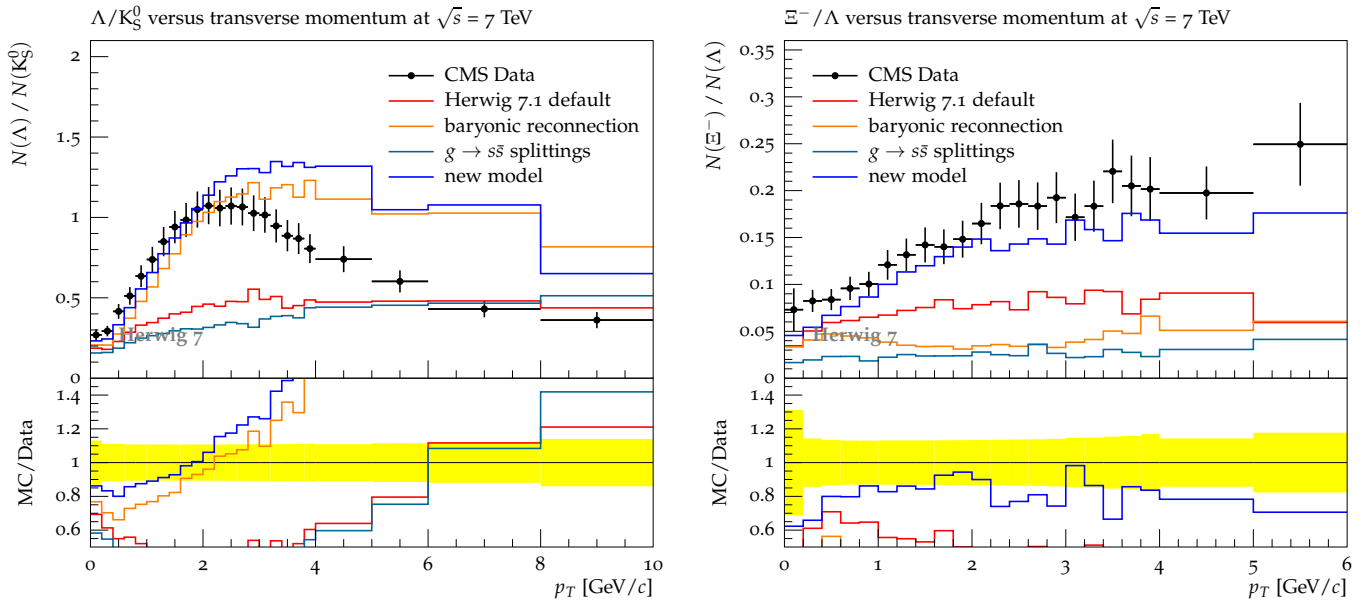 Λ/K⁰_S versus transverse momentum at √s = 7 TeV
N(Λ) / N(K⁰_S)
2
1.5
1
0.5
0
CMS Data
Herwig 7.1 default
baryonic reconnection
g → ss̄ splittings
new model
Herwig 7
MC/Data
1.4
1.2
1
0.8
0.6
0 2 4 6 8 10
p_T [GeV/c]
Ξ⁻/Λ versus transverse momentum at √s = 7 TeV
N(Ξ⁻) / N(Λ)
0.35
0.3
0.25
0.2
0.15
0.1
0.05
0
CMS Data
Herwig 7.1 default
baryonic reconnection
g → ss̄ splittings
new model
Herwig 7
MC/Data
1.4
1.2
1
0.8
0.6
0 1 2 3 4 5 6
p_T [GeV/c]